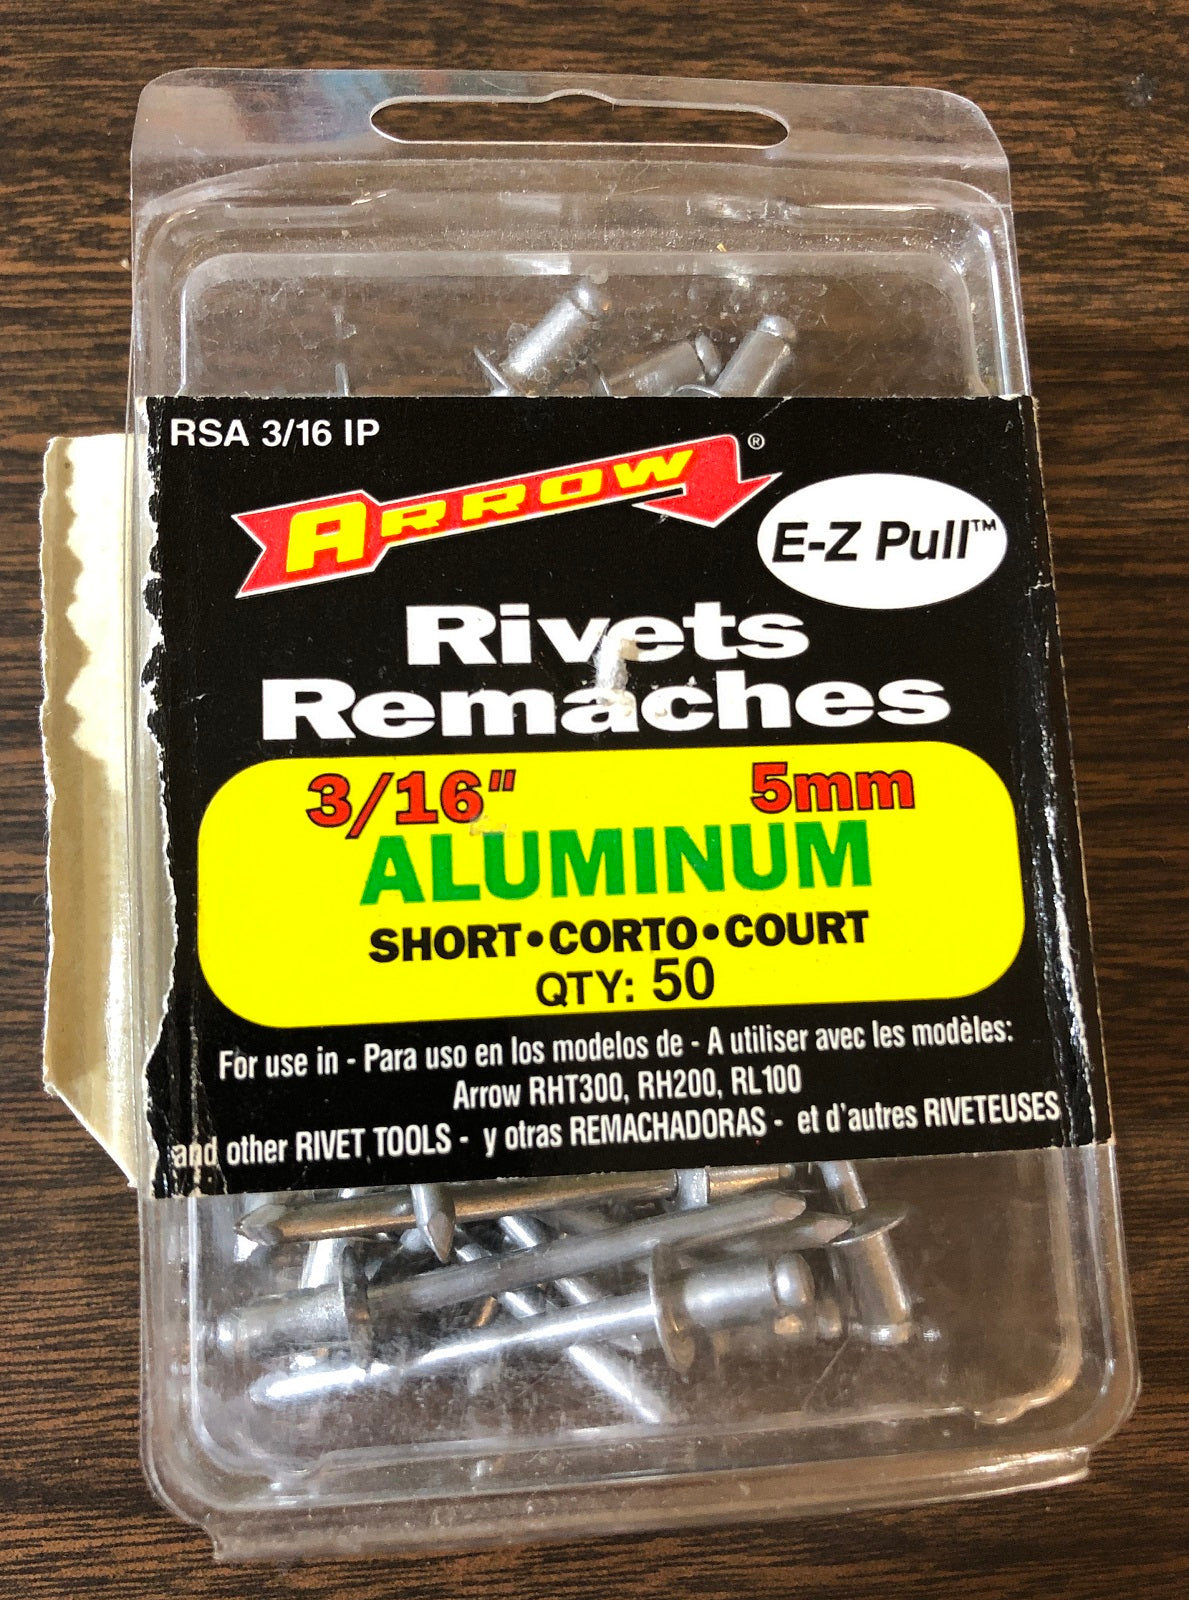 RSA 3/16 IP
ARROW®
E-Z Pull™
Rivets
Remaches
3/16" 5mm
ALUMINUM
SHORT•CORTO•COURT
QTY: 50
For use in - Para uso en los modelos de - A utiliser avec les modèles:
Arrow RHT300, RH200, RL100
and other RIVET TOOLS - y otras REMACHADORAS - et d'autres RIVETEUSES